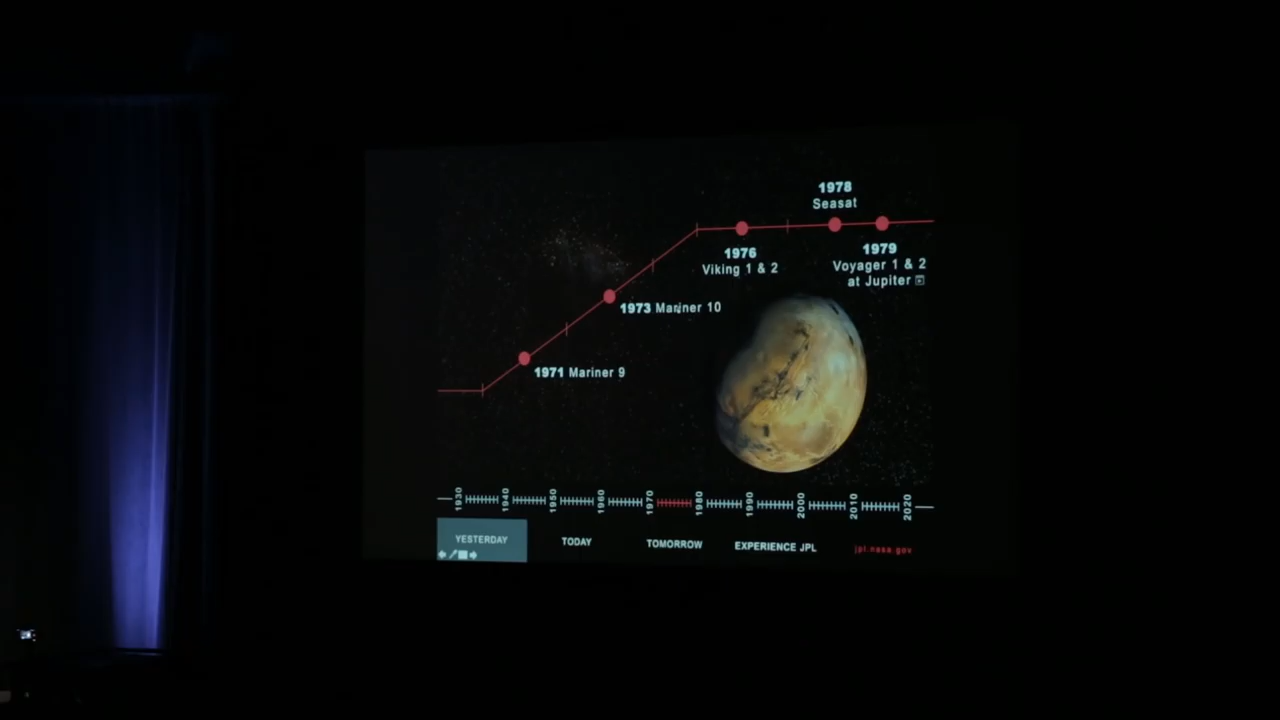 1978
Seasat
1976
Viking 1 & 2
1979
Voyager 1 & 2
at Jupiter
1973 Mariner 10
1971 Mariner 9
1930 1940 1950 1960 1970 1980 1990 2000 2010 2020
YESTERDAY TODAY TOMORROW EXPERIENCE JPL jpl.nasa.gov